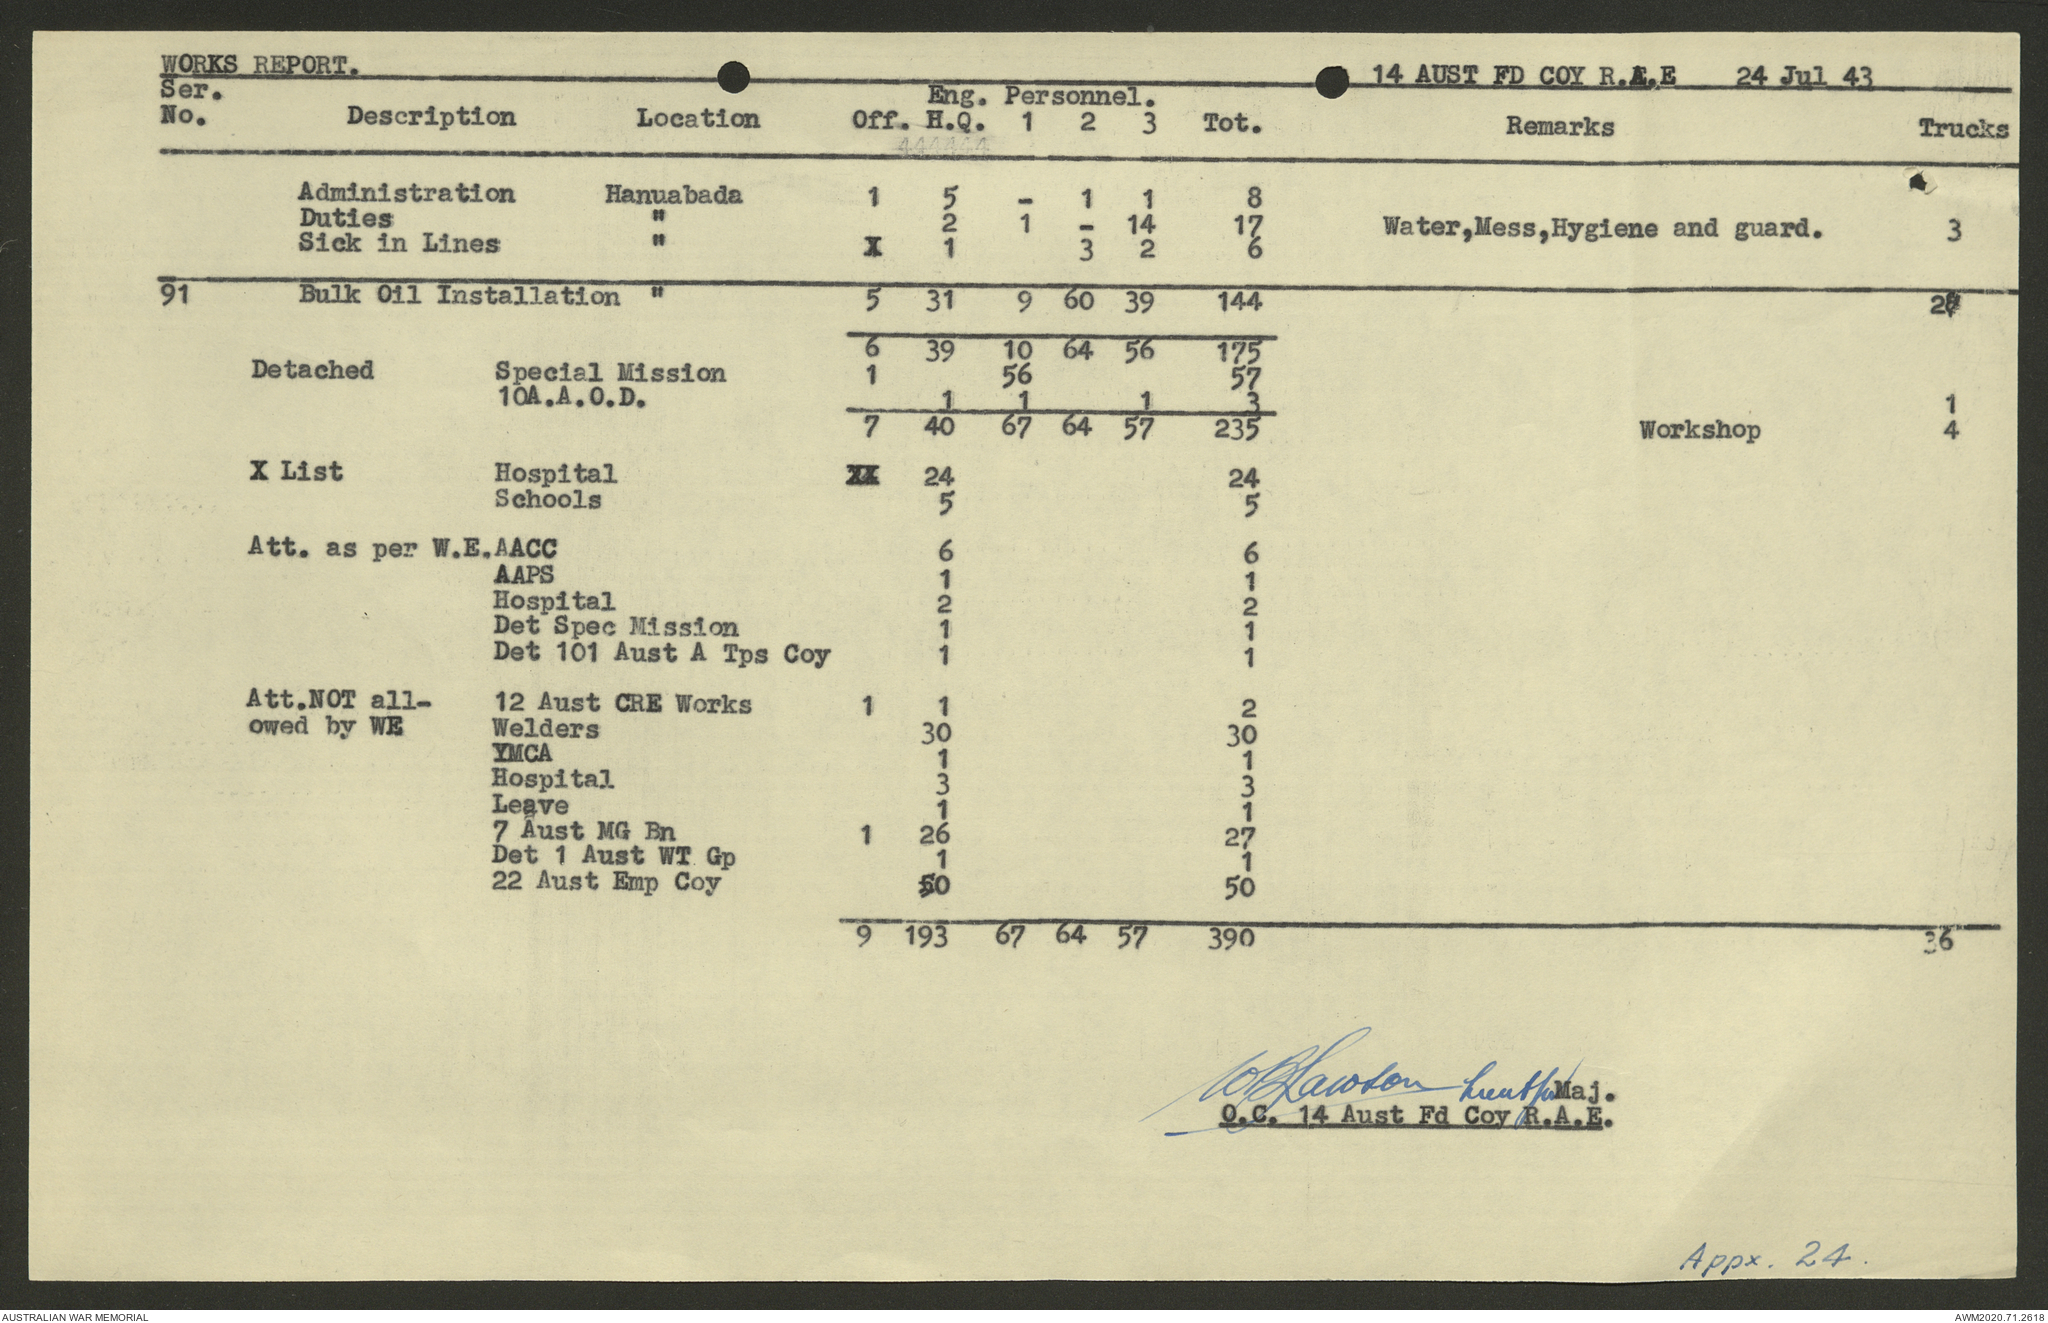 WORKS REPORT. 14 AUST FD COY R.A.E 24 Jul 43
Ser. Eng. Personnel.
No. Description Location Off. H.Q. 1 2 3 Tot. Remarks Trucks
Administration Hanuabada 1 5 - 1 1 8
Duties " 2 1 - 14 17 Water,Mess,Hygiene and guard. 3
Sick in Lines " X 1 3 2 6
91 Bulk Oil Installation " 5 31 9 60 39 144
6 39 10 64 56 175
Detached Special Mission 1 56 57
10A.A.O.D. 1 1 1 3 1
7 40 67 64 57 235 Workshop 4
X List Hospital XX 24 24
Schools 5 5
Att. as per W.E. AACC 6 6
AAPS 1 1
Hospital 2 2
Det Spec Mission 1 1
Det 101 Aust A Tps Coy 1 1
Att.NOT all- 12 Aust CRE Works 1 1 2
owed by WE Welders 30 30
YMCA 1 1
Hospital 3 3
Leave 1 1
7 Aust MG Bn 1 26 27
Det 1 Aust WT Gp 1 1
22 Aust Emp Coy 50 50
9 193 67 64 57 390 36
WBLawson Lieut for Maj.
O.C. 14 Aust Fd Coy R.A.E.
Appx. 24.
AUSTRALIAN WAR MEMORIAL AWM2020.71.2618